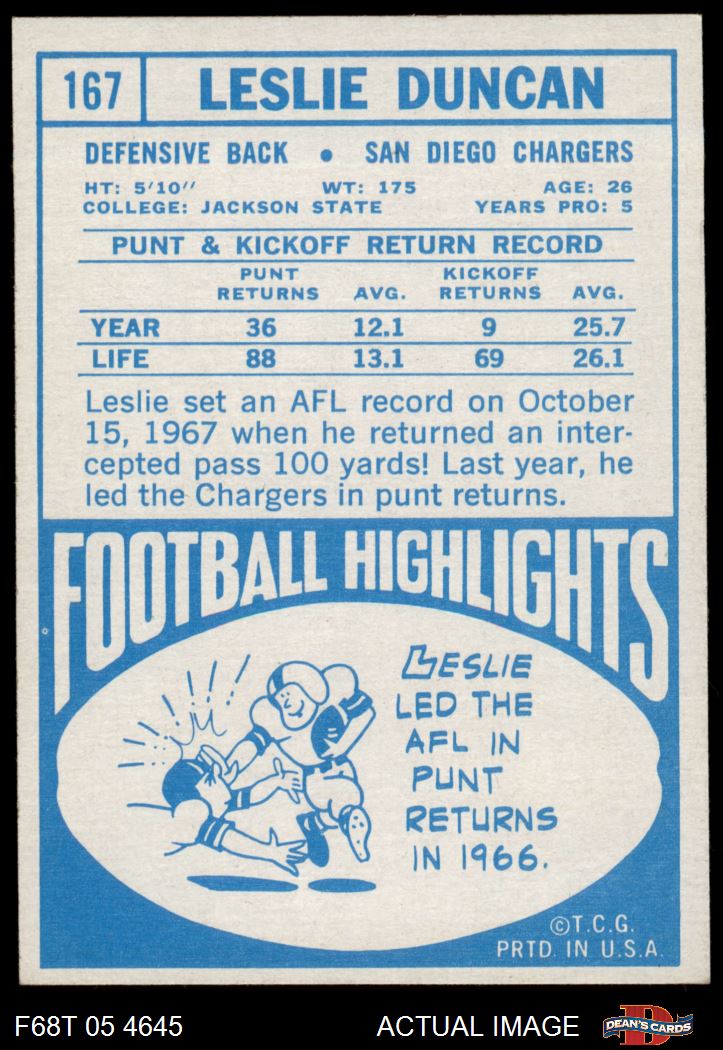 167 LESLIE DUNCAN
DEFENSIVE BACK • SAN DIEGO CHARGERS
HT: 5'10" WT: 175 AGE: 26
COLLEGE: JACKSON STATE YEARS PRO: 5
PUNT & KICKOFF RETURN RECORD
PUNT KICKOFF
RETURNS AVG. RETURNS AVG.
YEAR 36 12.1 9 25.7
LIFE 88 13.1 69 26.1
Leslie set an AFL record on October
15, 1967 when he returned an inter-
cepted pass 100 yards! Last year, he
led the Chargers in punt returns.
FOOTBALL HIGHLIGHTS
LESLIE
LED THE
AFL IN
PUNT
RETURNS
IN 1966.
©T.C.G.
PRTD. IN U.S.A.
F68T 05 4645 ACTUAL IMAGE D DEAN'S CARDS